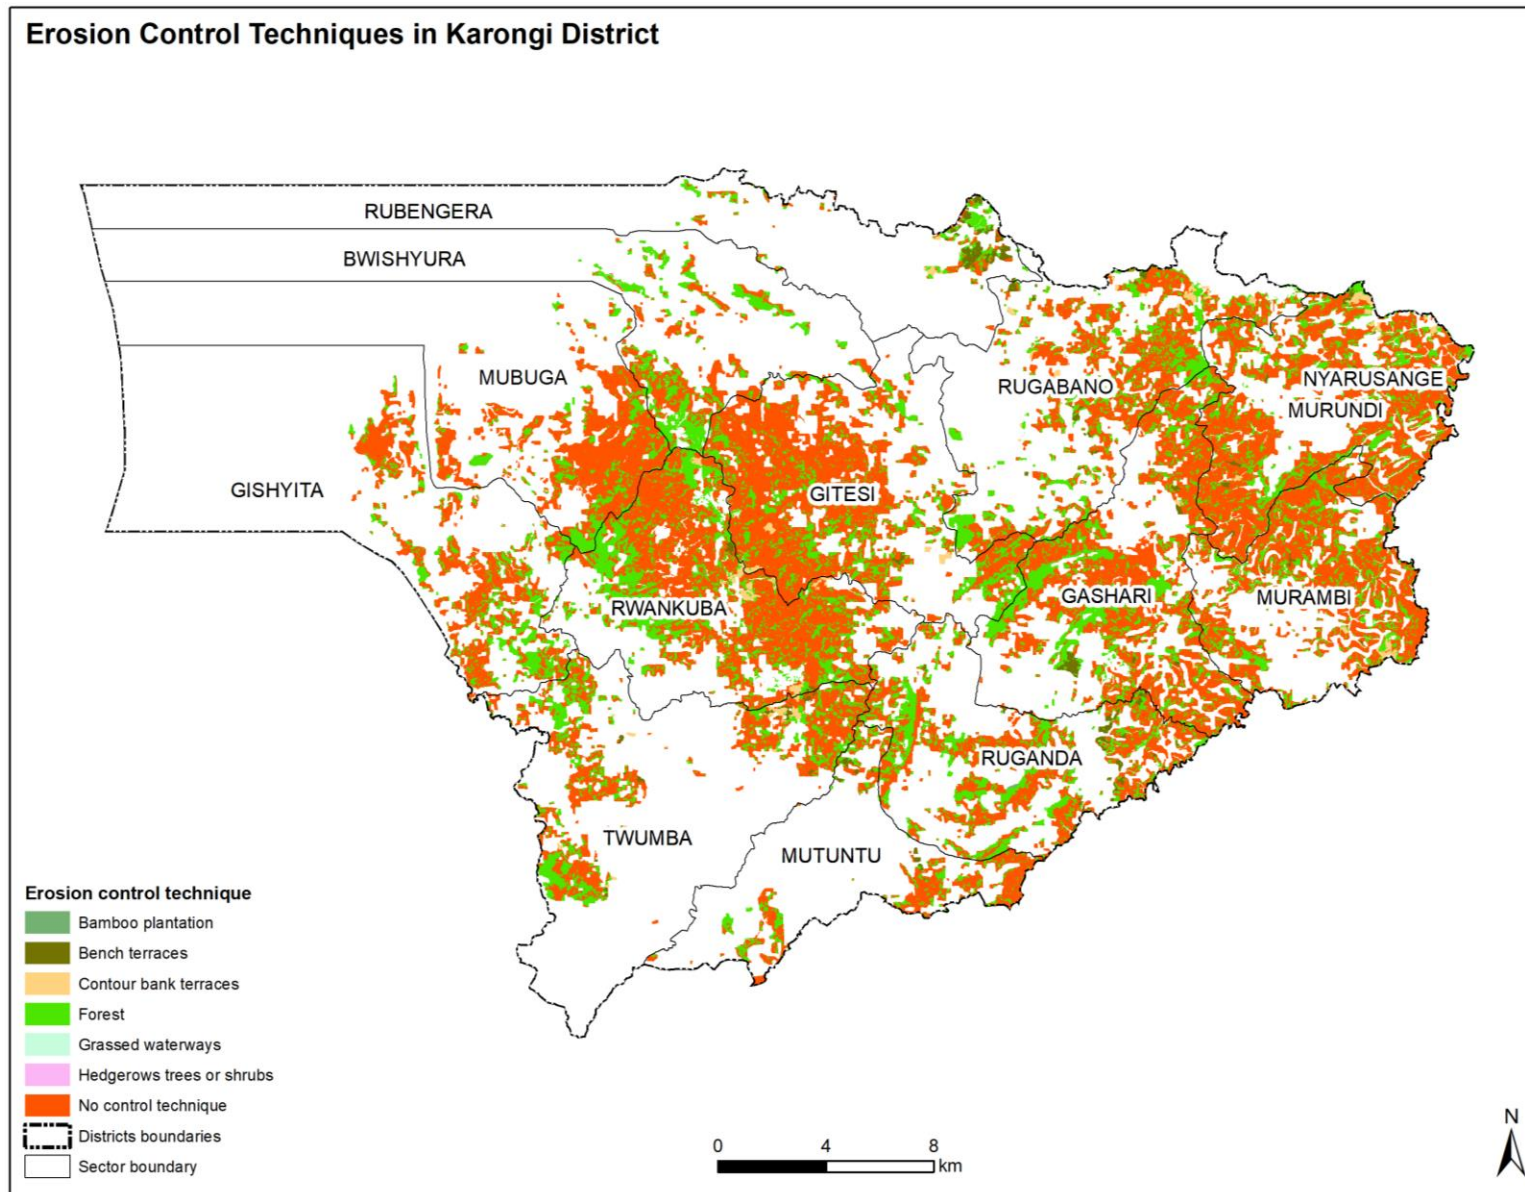 Erosion Control Techniques in Karongi District
RUBENGERA
BWISHYURA
MUBUGA
RUGABANO
NYARUSANGE
MURUNDI
GISHYITA
GITESI
RWANKUBA
GASHARI
MURAMBI
RUGANDA
TWUMBA
MUTUNTU
Erosion control technique
Bamboo plantation
Bench terraces
Contour bank terraces
Forest
Grassed waterways
Hedgerows trees or shrubs
No control technique
Districts boundaries
Sector boundary
0 4 8
km
N